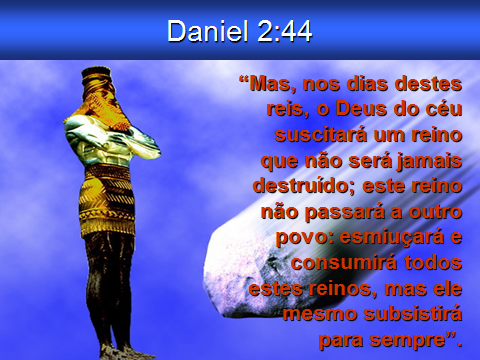 Daniel 2:44
“Mas, nos dias destes
reis, o Deus do céu
suscitará um reino
que não será jamais
destruído; este reino
não passará a outro
povo: esmiuçará e
consumirá todos
estes reinos, mas ele
mesmo subsistirá
para sempre”.